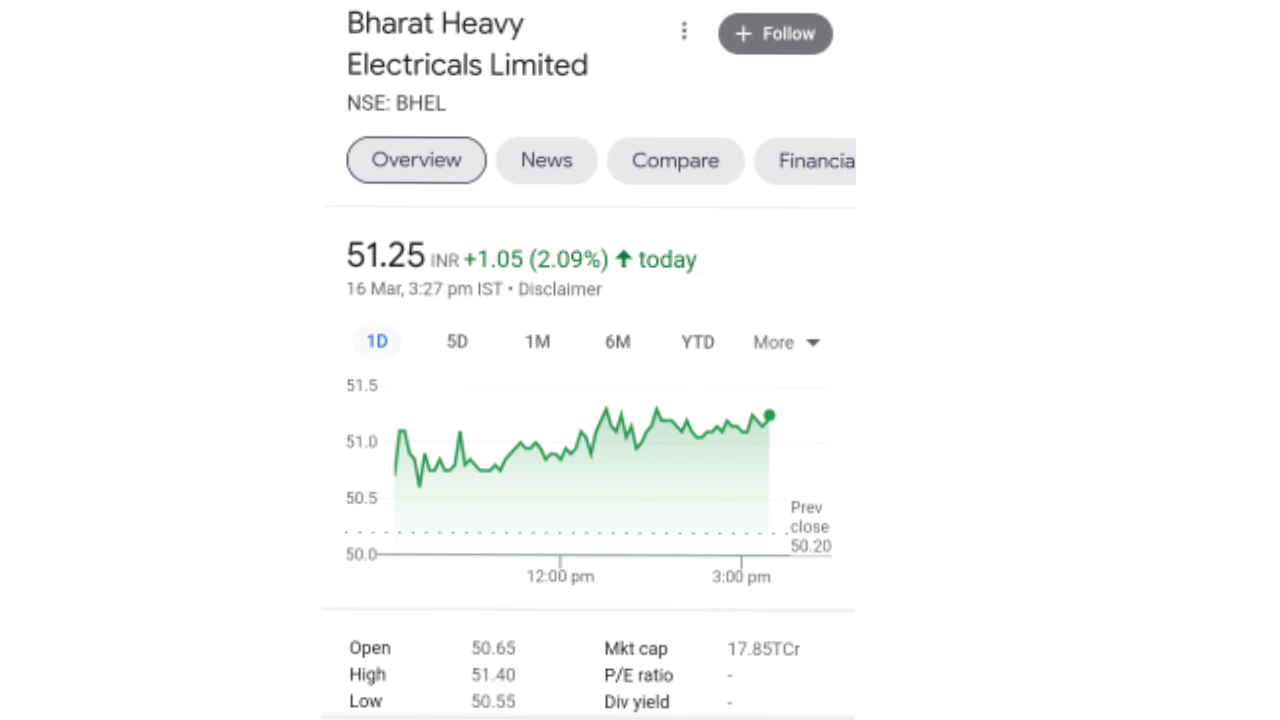 Bharat Heavy
Electricals Limited
+ Follow
NSE: BHEL
Overview News Compare Financia
51.25 INR +1.05 (2.09%) ↑ today
16 Mar, 3:27 pm IST • Disclaimer
1D 5D 1M 6M YTD More
51.5
51.0
50.5
50.0
Prev
close
50.20
12:00 pm 3:00 pm
Open 50.65 Mkt cap 17.85TCr
High 51.40 P/E ratio -
Low 50.55 Div yield -